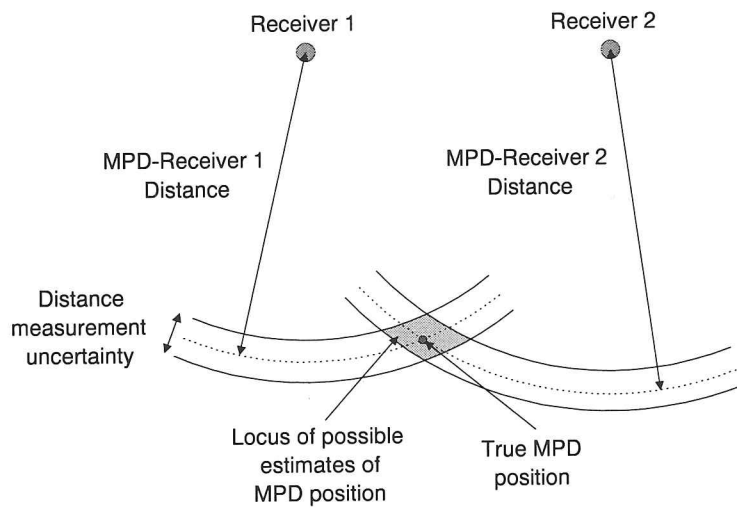 Receiver 1
Receiver 2
MPD-Receiver 1
Distance
MPD-Receiver 2
Distance
Distance
measurement
uncertainty
Locus of possible
estimates of
MPD position
True MPD
position